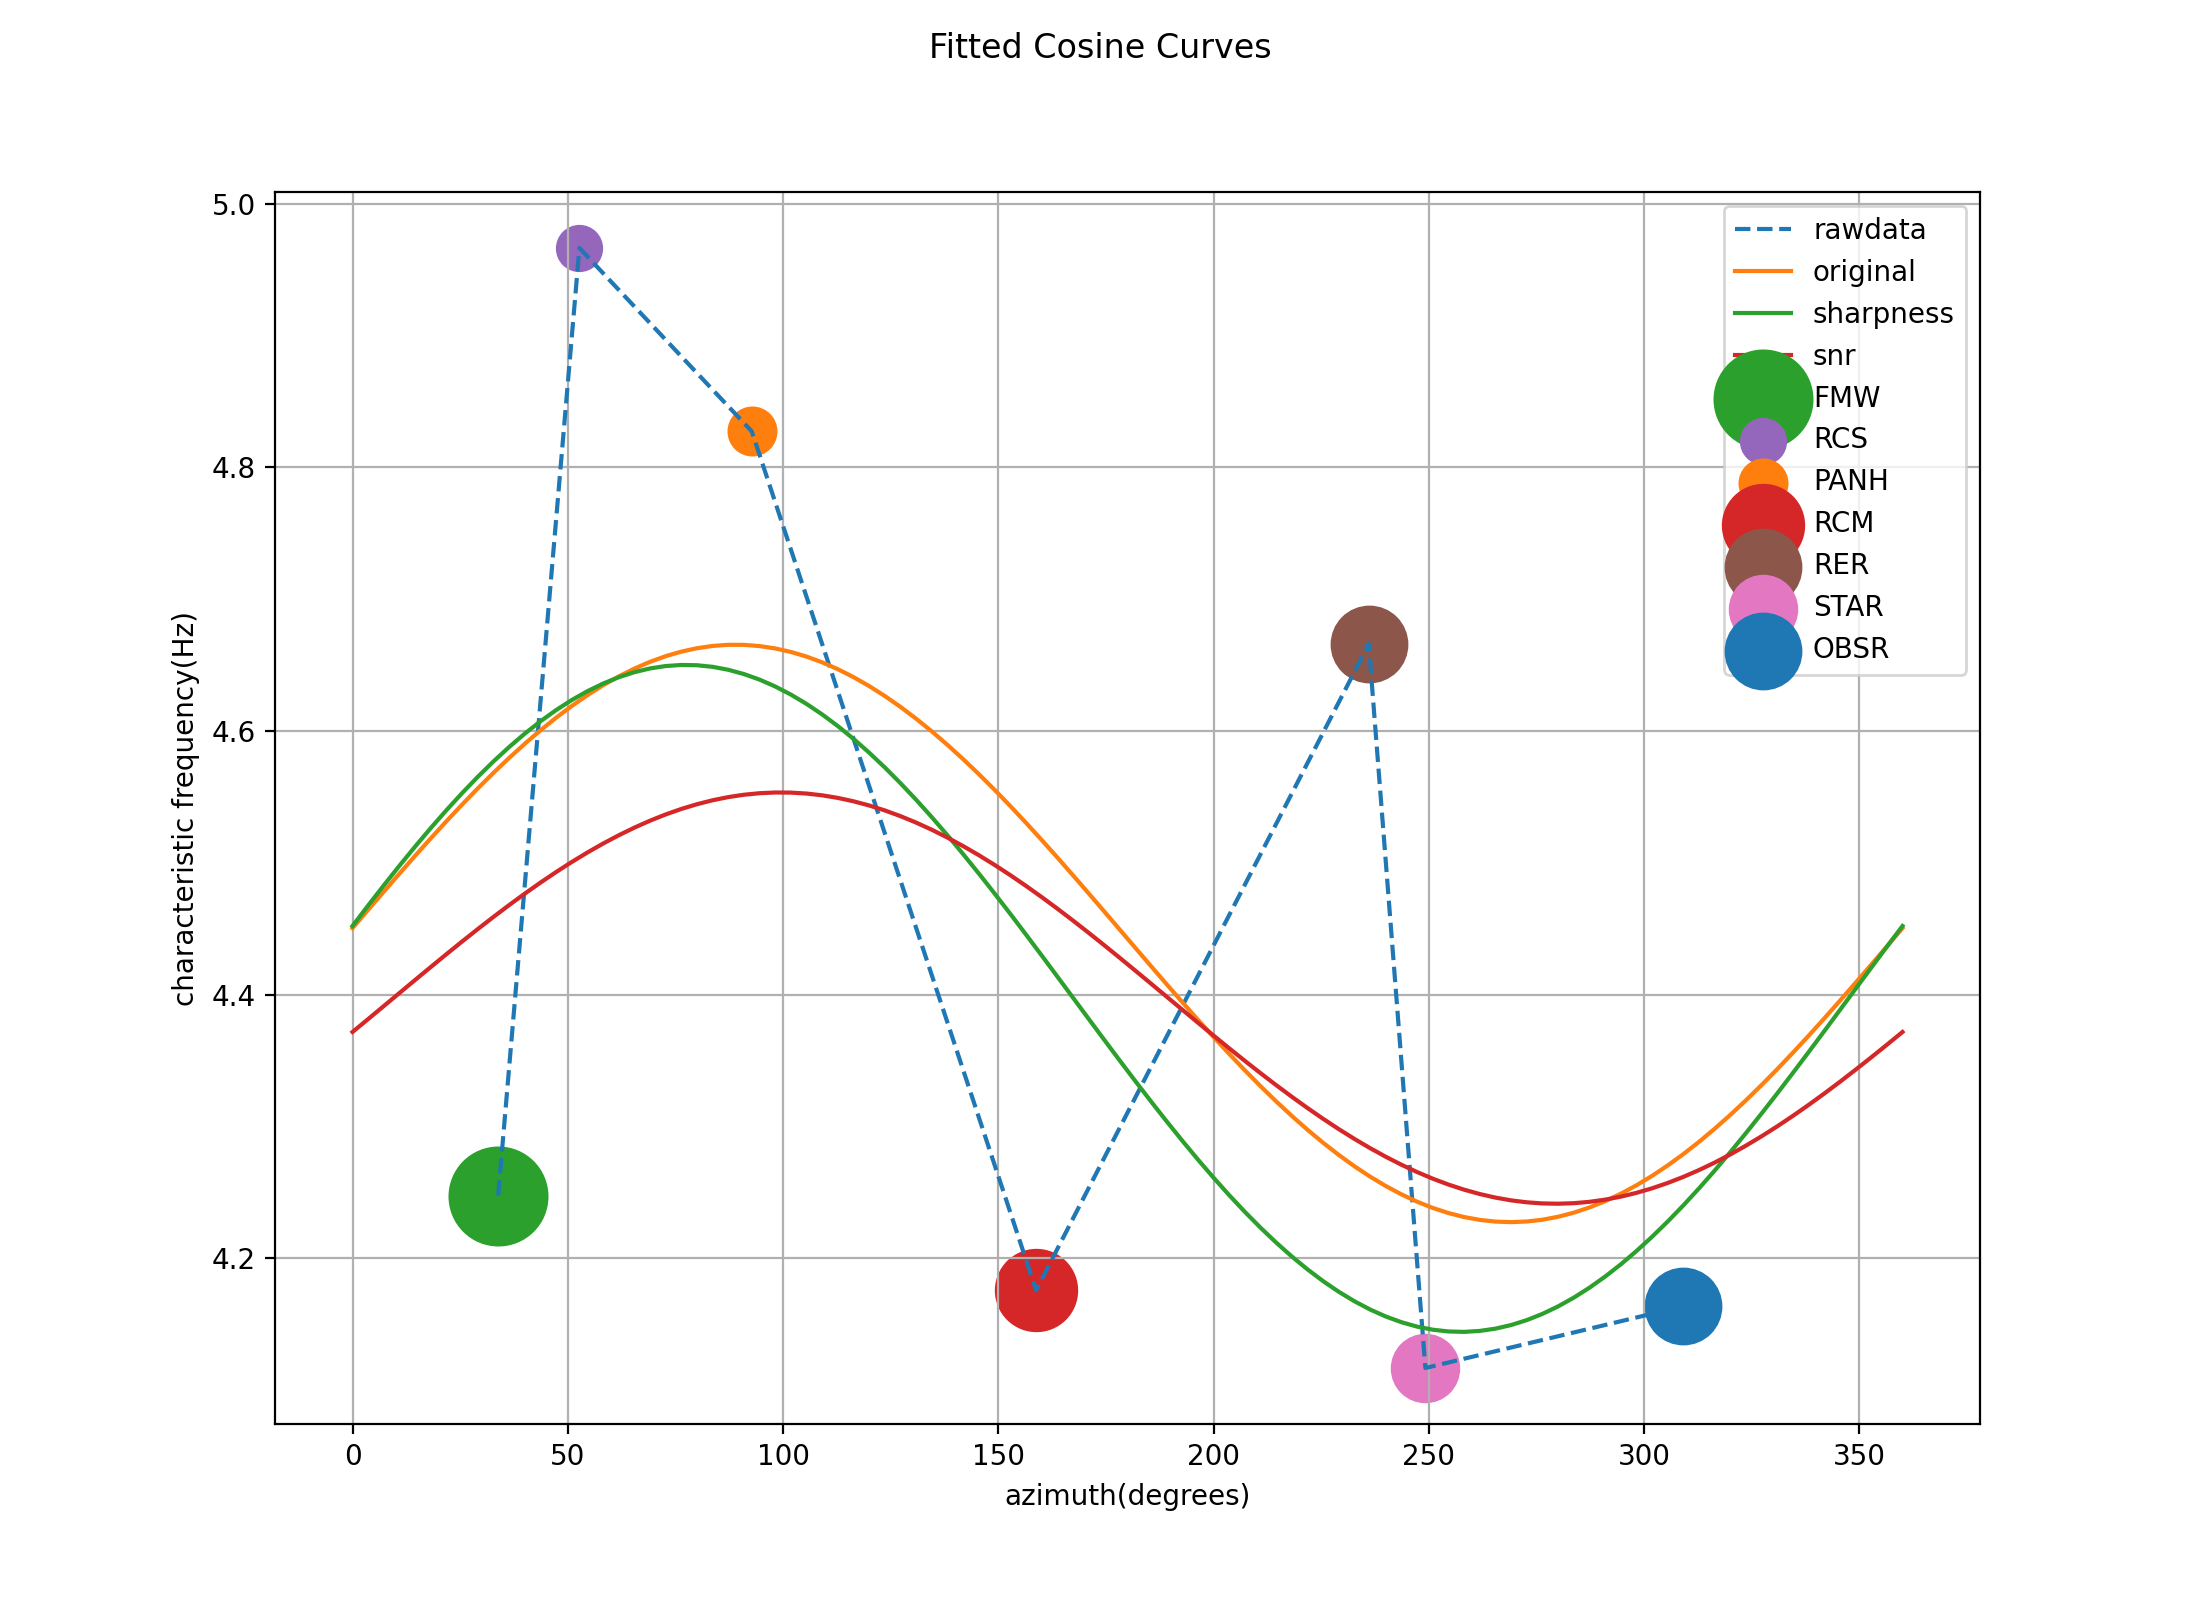 Fitted Cosine Curves
5.0
4.8
4.6
4.4
4.2
characteristic frequency(Hz)
rawdata
original
sharpness
snr
FMW
RCS
PANH
RCM
RER
STAR
OBSR
0 50 100 150 200 250 300 350
azimuth(degrees)